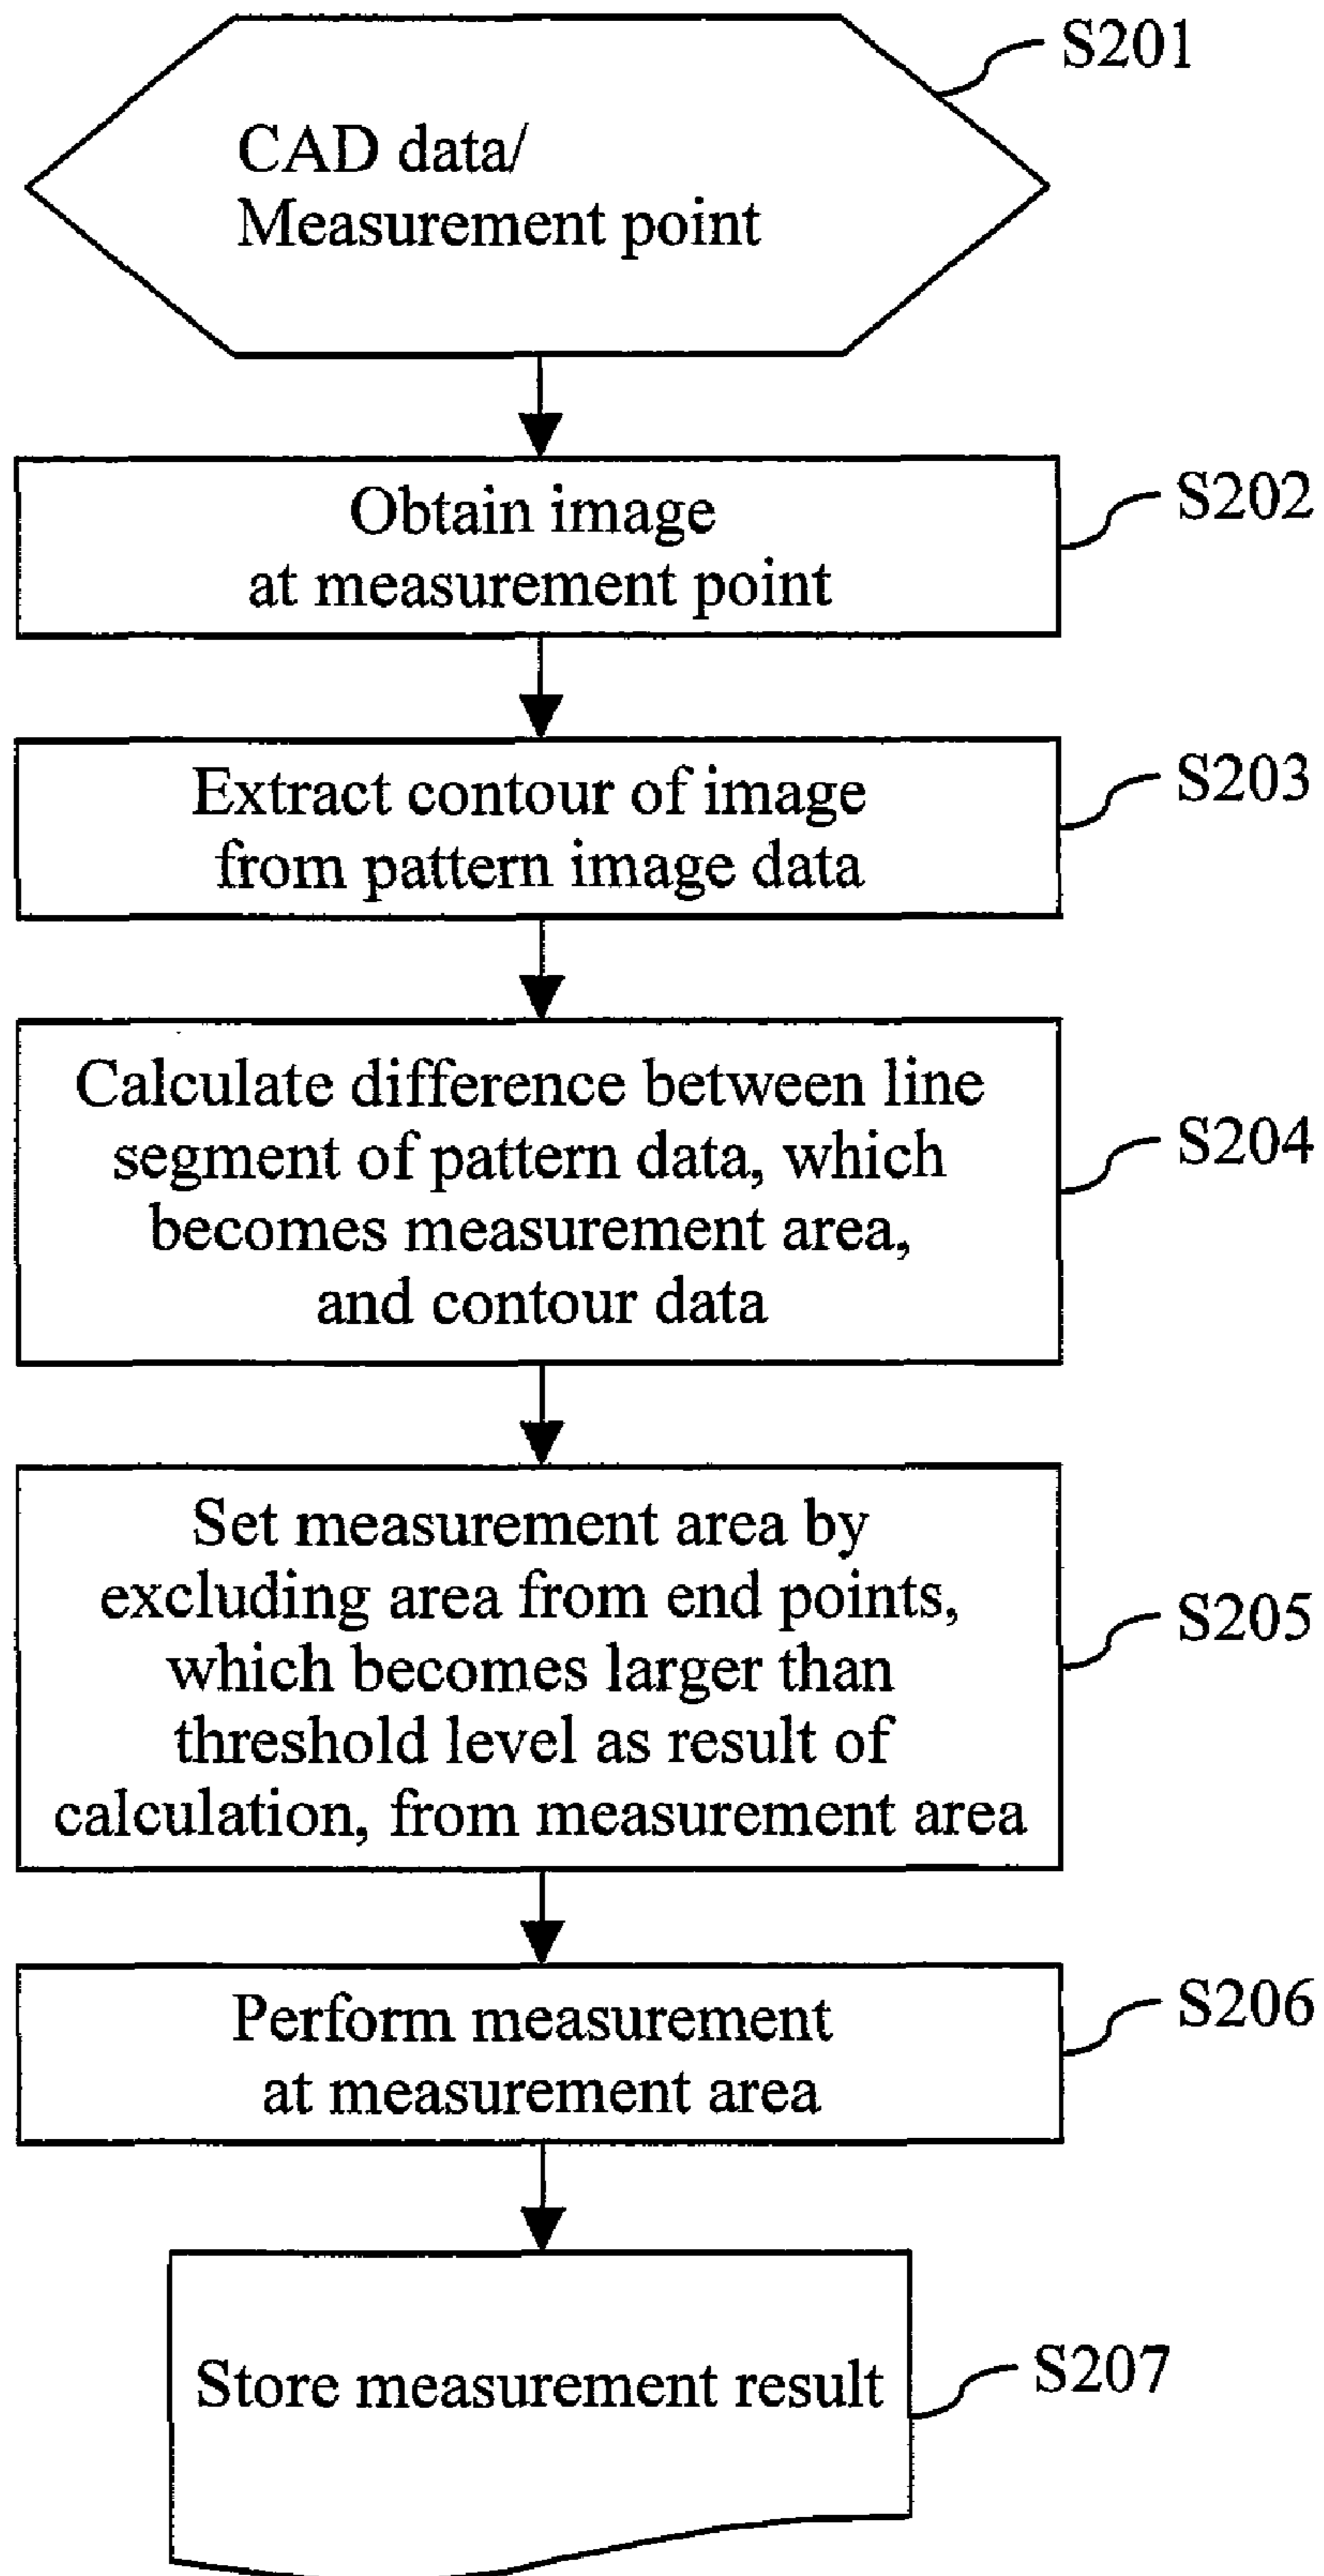 S201
CAD data/
Measurement point
Obtain image
at measurement point
S202
Extract contour of image
from pattern image data
S203
Calculate difference between line
segment of pattern data, which
becomes measurement area,
and contour data
S204
Set measurement area by
excluding area from end points,
which becomes larger than
threshold level as result of
calculation, from measurement area
S205
Perform measurement
at measurement area
S206
Store measurement result
S207